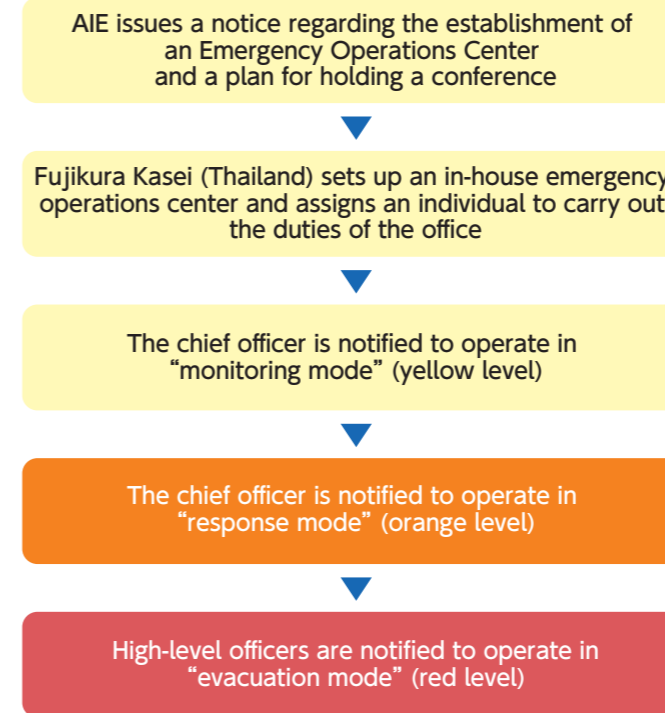 AIE issues a notice regarding the establishment of
an Emergency Operations Center
and a plan for holding a conference
Fujikura Kasei (Thailand) sets up an in-house emergency
operations center and assigns an individual to carry out
the duties of the office
The chief officer is notified to operate in
“monitoring mode” (yellow level)
The chief officer is notified to operate in
“response mode” (orange level)
High-level officers are notified to operate in
“evacuation mode” (red level)